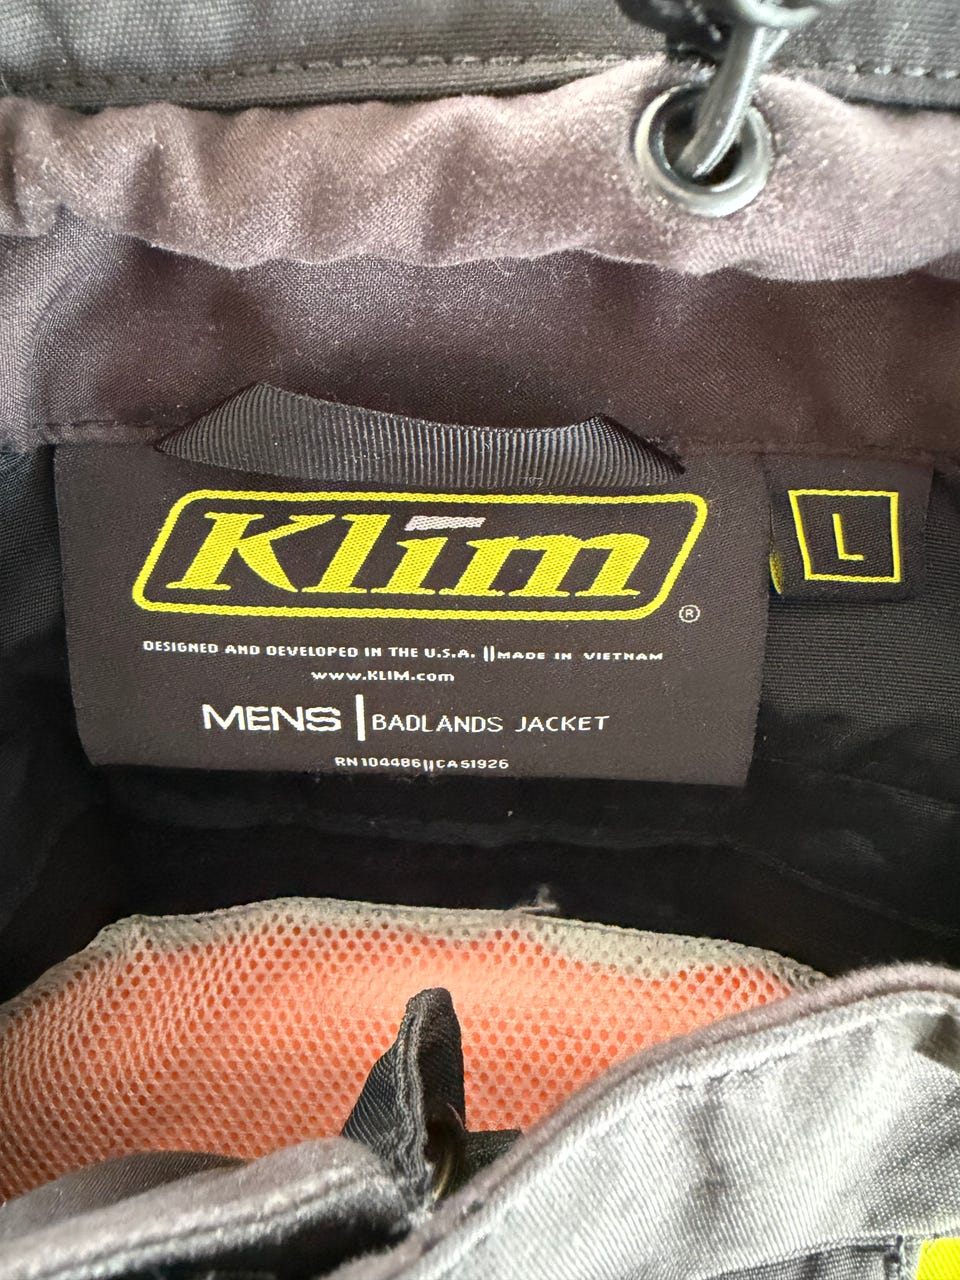 Klim
®
L
DESIGNED AND DEVELOPED IN THE U.S.A. || MADE IN VIETNAM
www.KLIM.com
MENS | BADLANDS JACKET
RN104486||CA51926